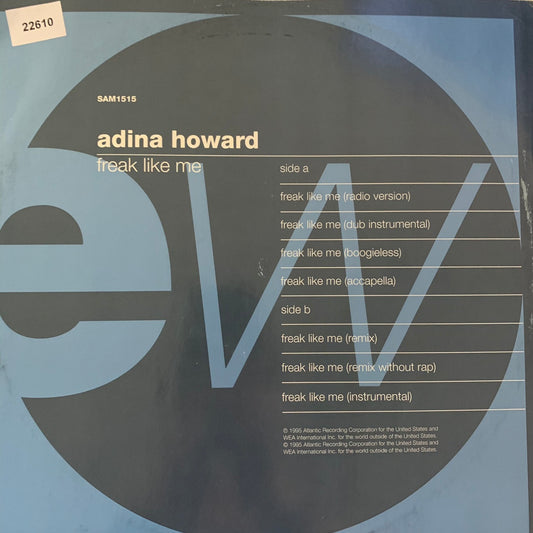 22610
SAM1515
adina howard
freak like me
side a
freak like me (radio version)
freak like me (dub instrumental)
freak like me (boogieless)
freak like me (accapella)
side b
freak like me (remix)
freak like me (remix without rap)
freak like me (instrumental)
℗ 1995 Atlantic Recording Corporation for the United States and
WEA International Inc. for the world outside of the United States.
© 1995 Atlantic Recording Corporation for the United States and
WEA International Inc. for the world outside of the United States.
ew